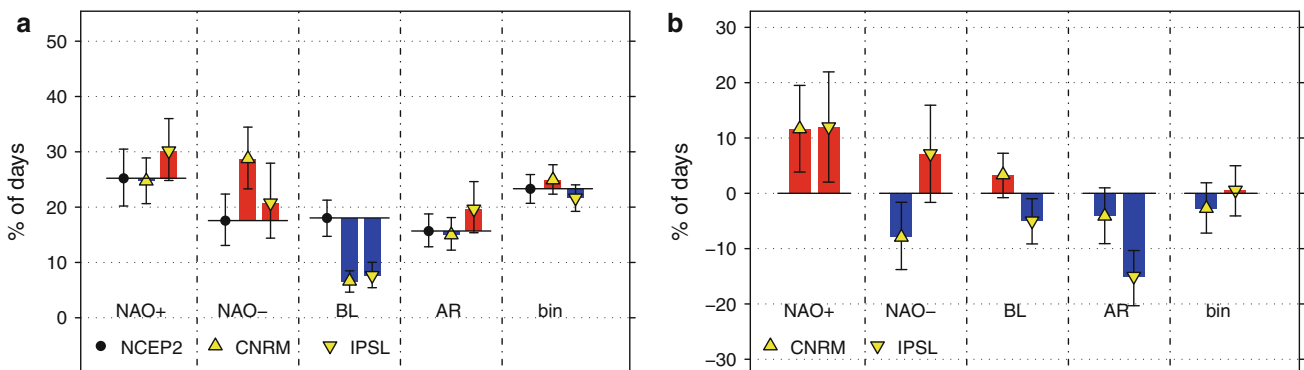 a
50
40
30
20
10
0
% of days
NAO+ NAO− BL AR bin
NCEP2 CNRM IPSL
b
30
20
10
0
−10
−20
−30
% of days
NAO+ NAO− BL AR bin
CNRM IPSL